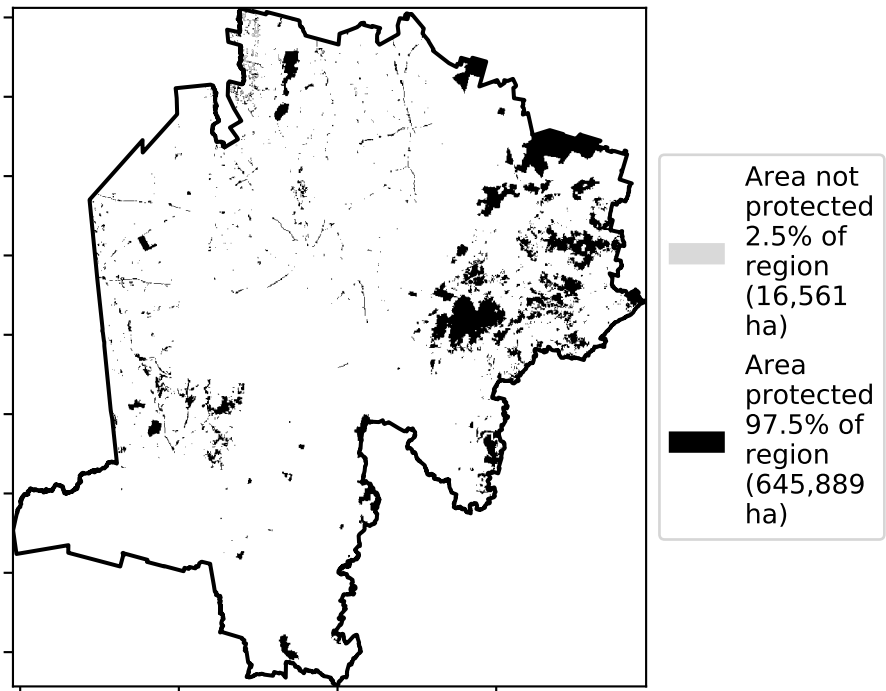 Area not
protected
2.5% of
region
(16,561
ha)
Area
protected
97.5% of
region
(645,889
ha)